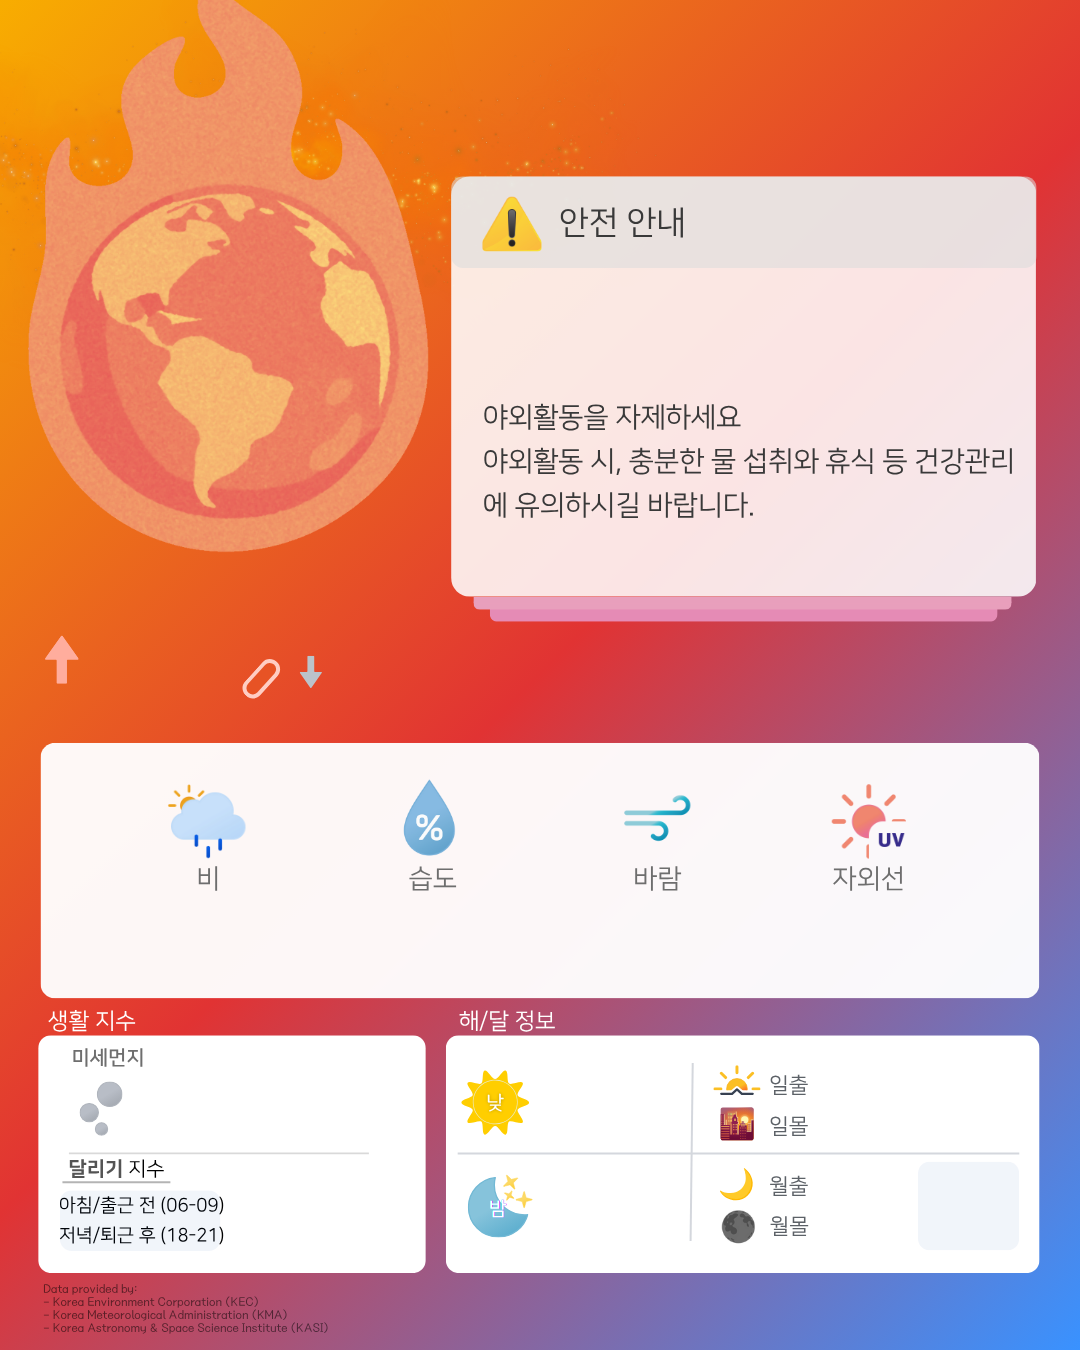 안전 안내
야외활동을 자제하세요
야외활동 시, 충분한 물 섭취와 휴식 등 건강관리
에 유의하시길 바랍니다.
%
UV
비
습도
바람
자외선
생활 지수
미세먼지
달리기 지수
아침/출근 전 (06-09)
저녁/퇴근 후 (18-21)
해/달 정보
낮
일출
일몰
밤
월출
월몰
Data provided by:
- Korea Environment Corporation (KEC)
- Korea Meteorological Administration (KMA)
- Korea Astronomy & Space Science Institute (KASI)